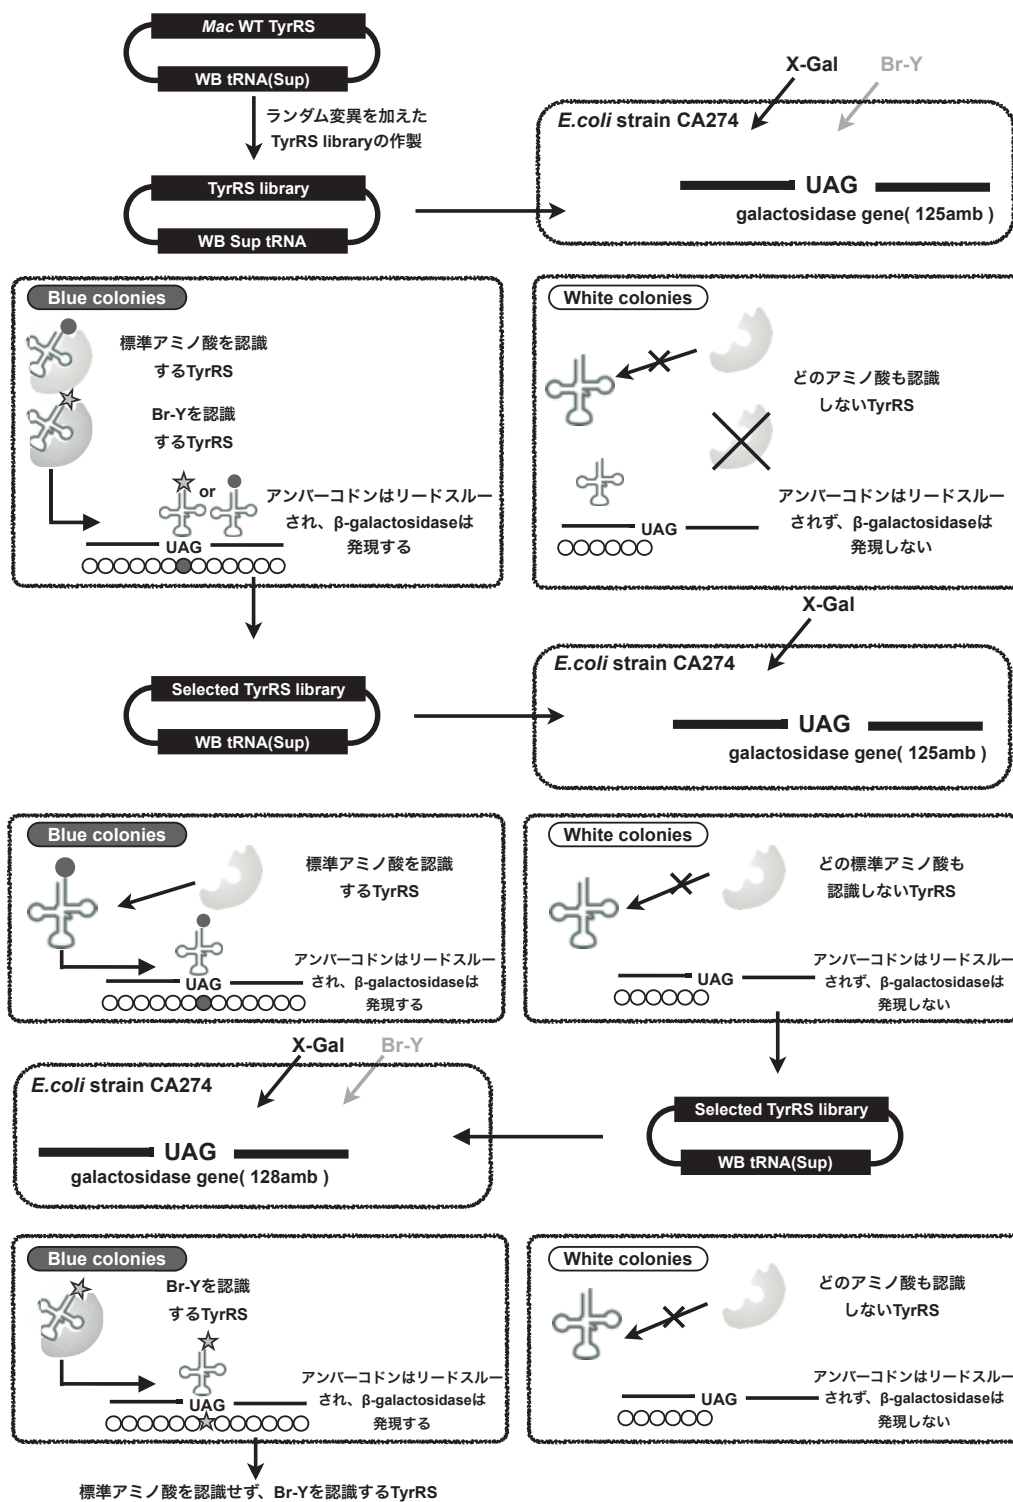 Mac WT TyrRS
WB tRNA(Sup)
ランダム変異を加えた
TyrRS libraryの作製
TyrRS library
WB Sup tRNA
X-Gal
Br-Y
E.coli strain CA274
UAG
galactosidase gene( 125amb )
Blue colonies
標準アミノ酸を認識
するTyrRS
Br-Yを認識
するTyrRS
or
アンバーコドンはリードスルー
され、β-galactosidaseは
発現する
UAG
White colonies
どのアミノ酸も認識
しないTyrRS
アンバーコドンはリードスルー
されず、β-galactosidaseは
発現しない
UAG
Selected TyrRS library
WB tRNA(Sup)
X-Gal
E.coli strain CA274
UAG
galactosidase gene( 125amb )
Blue colonies
標準アミノ酸を認識
するTyrRS
アンバーコドンはリードスルー
され、β-galactosidaseは
発現する
UAG
White colonies
どの標準アミノ酸も
認識しないTyrRS
アンバーコドンはリードスルー
されず、β-galactosidaseは
発現しない
UAG
X-Gal
Br-Y
E.coli strain CA274
UAG
galactosidase gene( 128amb )
Selected TyrRS library
WB tRNA(Sup)
Blue colonies
Br-Yを認識
するTyrRS
アンバーコドンはリードスルー
され、β-galactosidaseは
発現する
UAG
White colonies
どのアミノ酸も認識
しないTyrRS
アンバーコドンはリードスルー
されず、β-galactosidaseは
発現しない
UAG
標準アミノ酸を認識せず、Br-Yを認識するTyrRS